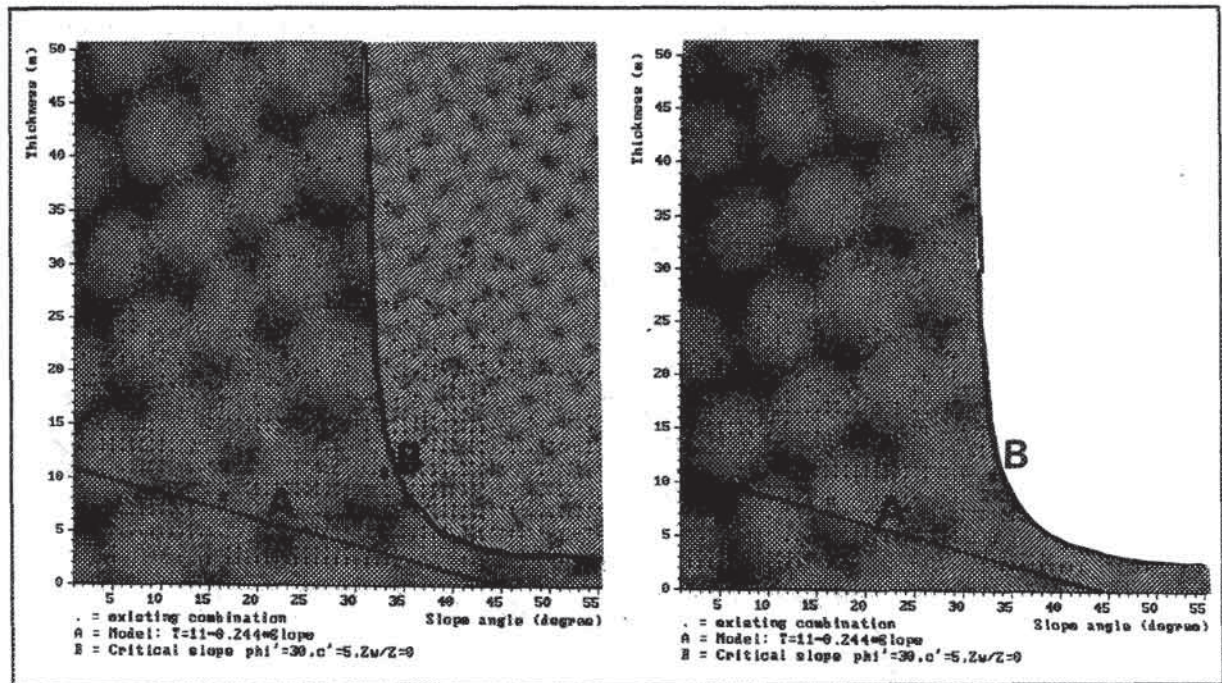 Thickness (m)
50
45
40
35
30
25
20
15
10
5
0
A
B
5 10 15 20 25 30 35 40 45 50 55
. = existing combination
Slope angle (degree)
A = Model: T=11-0.244*Slope
B = Critical slope phi'=30.c'=5.Zw/Z=0
Thickness (m)
50
45
40
35
30
25
20
15
10
5
0
A
B
5 10 15 20 25 30 35 40 45 50 55
. = existing combination
Slope angle (degree)
A = Model: T=11-0.244*Slope
B = Critical slope phi'=30.c'=5.Zw/Z=0